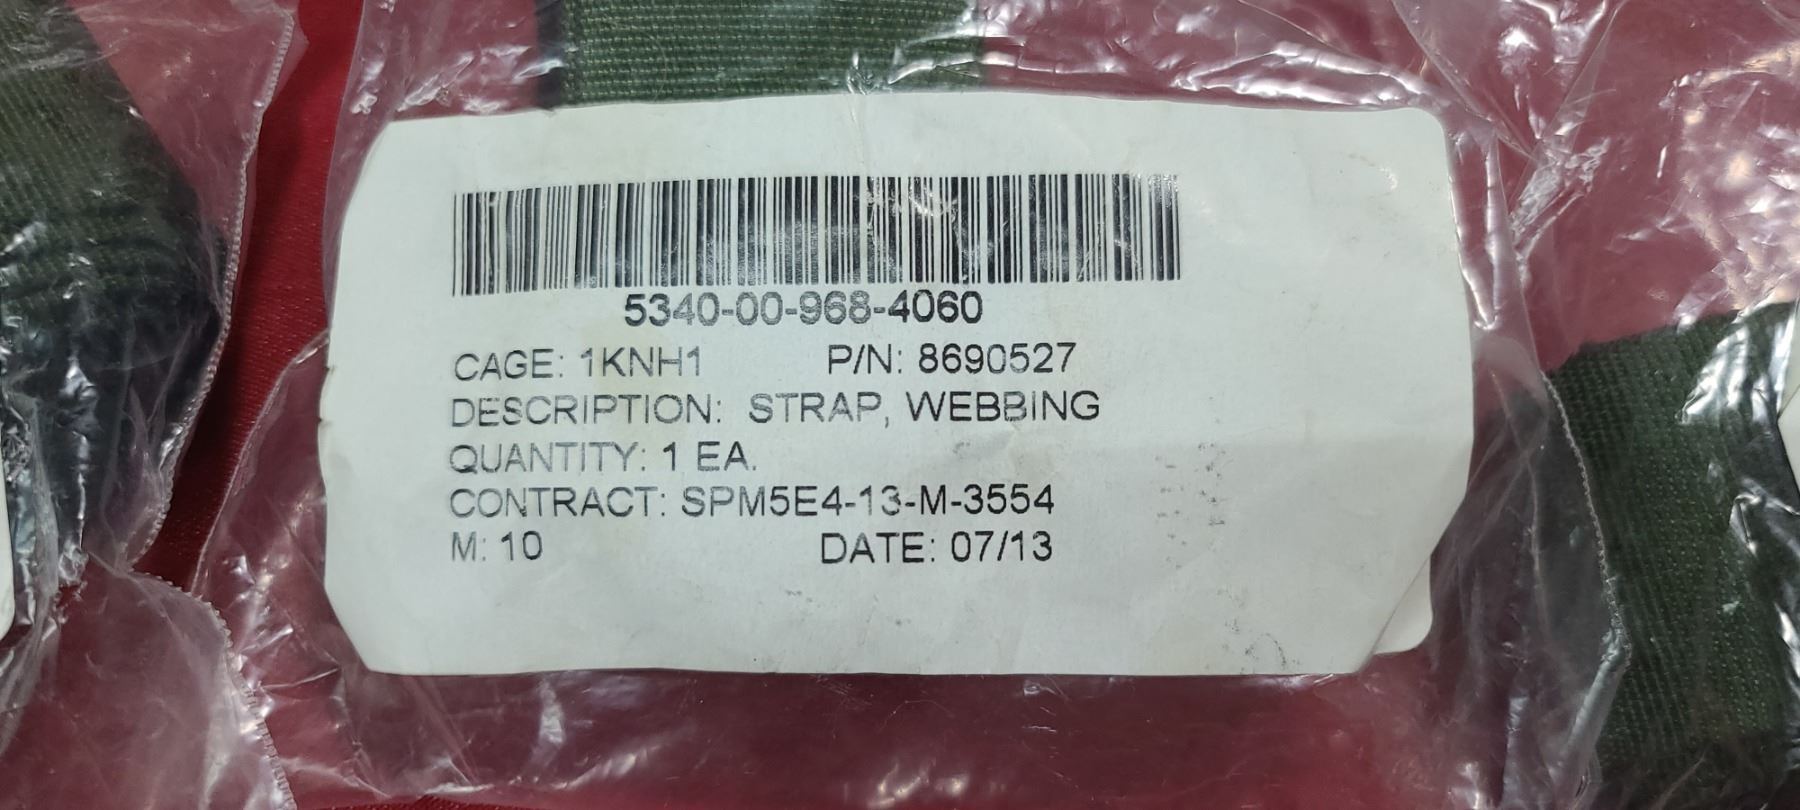 5340-00-968-4060
CAGE: 1KNH1 P/N: 8690527
DESCRIPTION: STRAP, WEBBING
QUANTITY: 1 EA.
CONTRACT: SPM5E4-13-M-3554
M: 10 DATE: 07/13